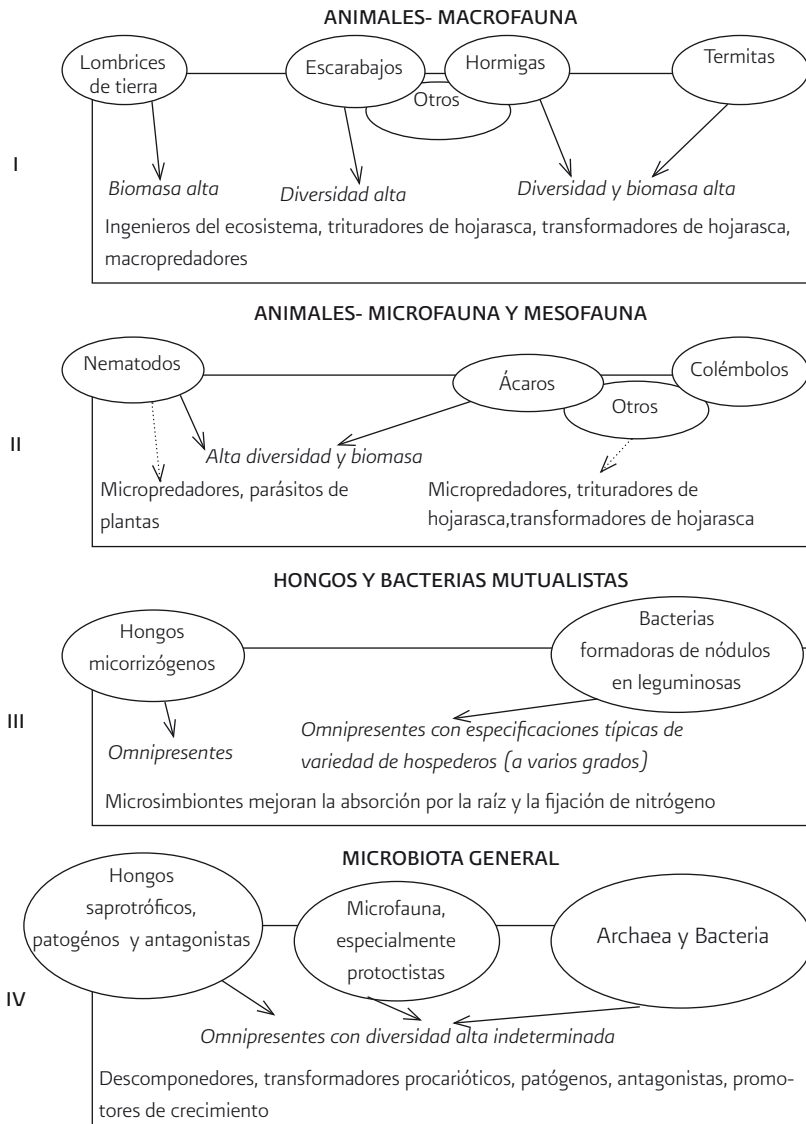 ANIMALES- MACROFAUNA
Lombrices
de tierra
Escarabajos
Hormigas
Termitas
Otros
I
Biomasa alta
Diversidad alta
Diversidad y biomasa alta
Ingenieros del ecosistema, trituradores de hojarasca, transformadores de hojarasca,
macropredadores
ANIMALES- MICROFAUNA Y MESOFAUNA
Nematodos
Ácaros
Colémbolos
Otros
II
Alta diversidad y biomasa
Micropredadores, parásitos de
plantas
Micropredadores, trituradores de
hojarasca,transformadores de hojarasca
HONGOS Y BACTERIAS MUTUALISTAS
Hongos
micorrizógenos
Bacterias
formadoras de nódulos
en leguminosas
III
Omnipresentes
Omnipresentes con especificaciones típicas de
variedad de hospederos (a varios grados)
Microsimbiontes mejoran la absorción por la raíz y la fijación de nitrógeno
MICROBIOTA GENERAL
Hongos
saprotróficos,
patogénos y antagonistas
Microfauna,
especialmente
protoctistas
Archaea y Bacteria
IV
Omnipresentes con diversidad alta indeterminada
Descomponedores, transformadores procarióticos, patógenos, antagonistas, promo-
tores de crecimiento